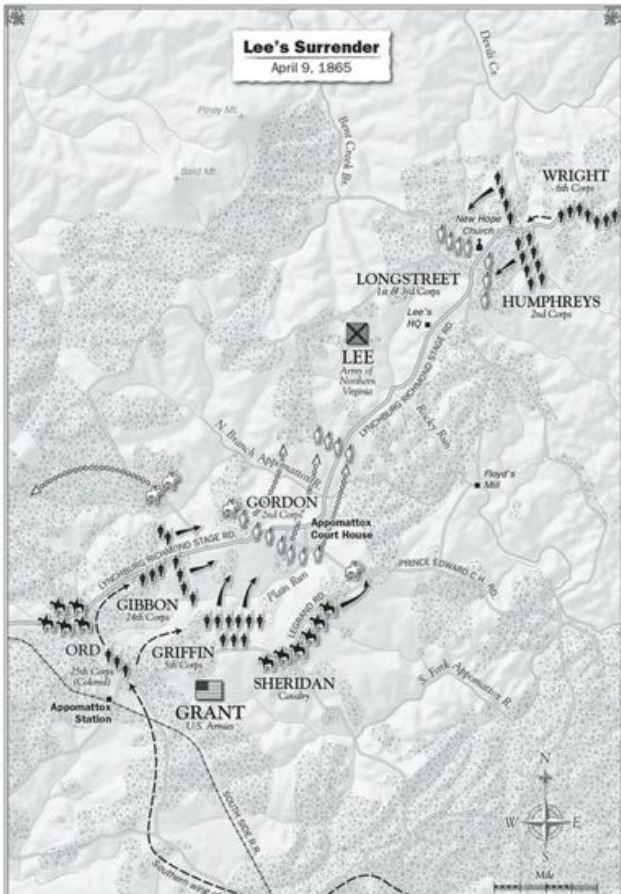 Lee's Surrender
April 9, 1865
Devils Cr.
Piney Mt.
Bent Creek Br.
Bald Mt.
WRIGHT
6th Corps
New Hope
Church
LONGSTREET
1st & 3rd Corps
HUMPHREYS
2nd Corps
Lee's
HQ
LEE
Army of
Northern
Virginia
LYNCHBURG RICHMOND STAGE RD.
Rocky Run
N. Branch Appomattox R.
Floyd's
Mill
GORDON
2nd Corps
Appomattox
Court House
LYNCHBURG RICHMOND STAGE RD.
Plain Run
PRINCE EDWARD C.H. RD.
GIBBON
24th Corps
LEGRAND RD.
ORD
25th Corps
(Colored)
GRIFFIN
5th Corps
SHERIDAN
Cavalry
S. Fork Appomattox R.
Appomattox
Station
GRANT
U.S. Armies
SOUTH SIDE R.R.
N
W
E
S
Mile
Southern wing